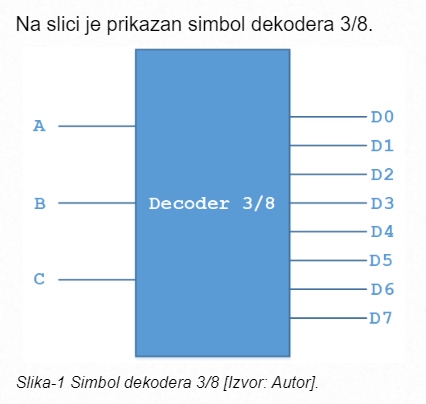 Na slici je prikazan simbol dekodera 3/8.
A
B
C
Decoder 3/8
D0
D1
D2
D3
D4
D5
D6
D7
Slika-1 Simbol dekodera 3/8 [Izvor: Autor].